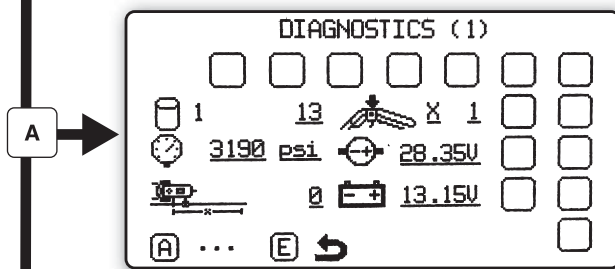 DIAGNOSTICS (1)
1 13 X 1
A
3190 psi 28.35V
0 13.15V
A ... E